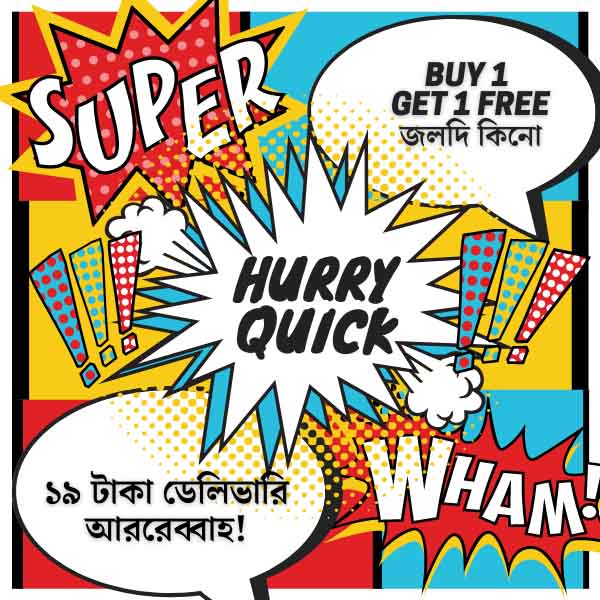 SUPER
BUY 1
GET 1 FREE
জলদি কিনো
!!!
HURRY
QUICK
!!!
১৯ টাকা ডেলিভারি
আররেব্বাহ!
WHAM!